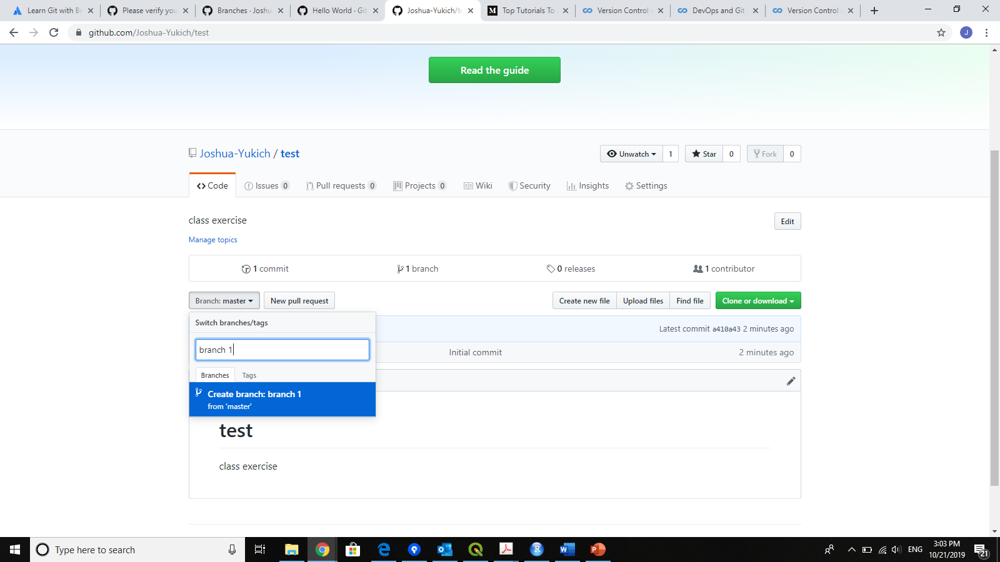 Learn Git with Bi
Please verify you
Branches · Joshu
Hello World · Git
Joshua-Yukich/te
Top Tutorials To
Version Control v
DevOps and Git
Version Control v
github.com/Joshua-Yukich/test
J
Read the guide
Joshua-Yukich / test
Unwatch 1
Star 0
Fork 0
Code
Issues 0
Pull requests 0
Projects 0
Wiki
Security
Insights
Settings
class exercise
Edit
Manage topics
1 commit
1 branch
0 releases
1 contributor
Branch: master
New pull request
Create new file
Upload files
Find file
Clone or download
Switch branches/tags
Latest commit a410a43 2 minutes ago
branch 1
Initial commit
2 minutes ago
Branches
Tags
Create branch: branch 1
from ‘master’
test
class exercise
Type here to search
ENG
3:03 PM
10/21/2019
21